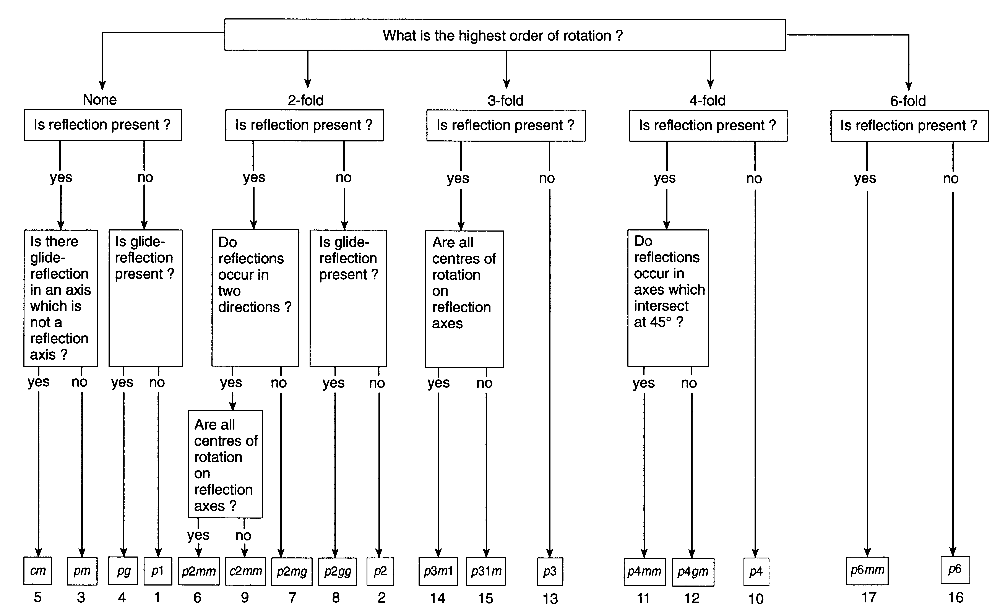 What is the highest order of rotation ?
None
2-fold
3-fold
4-fold
6-fold
Is reflection present ?
Is reflection present ?
Is reflection present ?
Is reflection present ?
Is reflection present ?
yes
no
yes
no
yes
no
yes
no
yes
no
Is there
glide-
reflection
in an axis
which is
not a
reflection
axis ?
Is glide-
reflection
present ?
Do
reflections
occur in
two
directions ?
Is glide-
reflection
present ?
Are all
centres of
rotation
on
reflection
axes
Do
reflections
occur in
axes which
intersect
at 45° ?
yes
no
yes
no
yes
no
yes
no
yes
no
yes
no
Are all
centres of
rotation
on
reflection
axes ?
yes
no
cm
pm
pg
p1
p2mm
c2mm
p2mg
p2gg
p2
p3m1
p31m
p3
p4mm
p4gm
p4
p6mm
p6
5
3
4
1
6
9
7
8
2
14
15
13
11
12
10
17
16